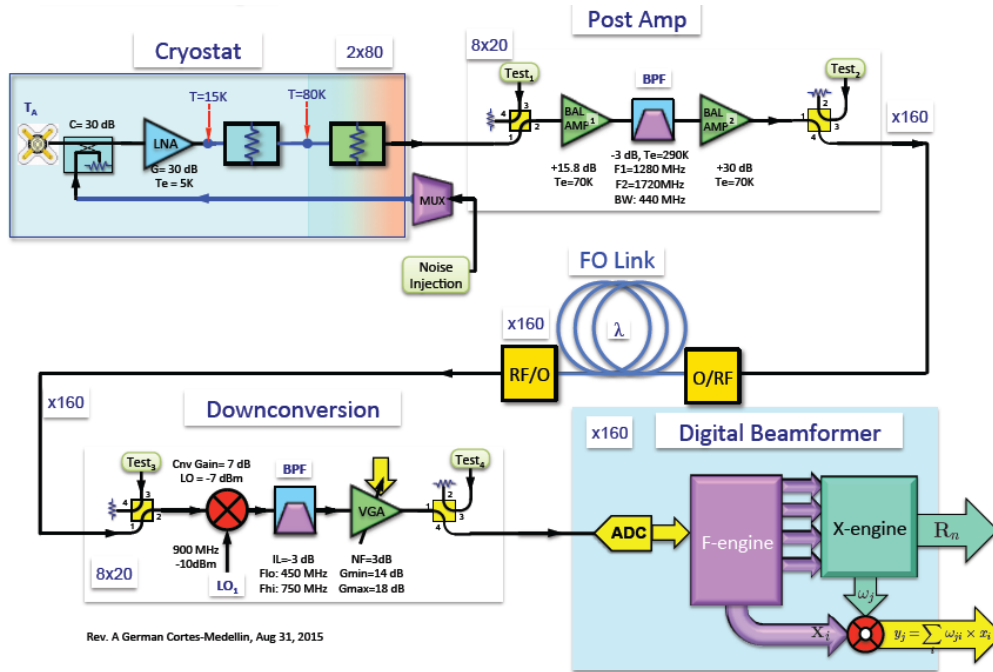 Post Amp
Cryostat
2x80
8x20
Test1
BPF
Test2
T=15K
T=80K
TA
C= 30 dB
LNA
G= 30 dB
Te = 5K
4
3
1
2
BAL
AMP1
BAL
AMP2
2
1
3
4
x160
+15.8 dB
Te=70K
-3 dB, Te=290K
F1=1280 MHz
F2=1720MHz
BW: 440 MHz
+30 dB
Te=70K
MUX
Noise
Injection
FO Link
x160
λ
RF/O
O/RF
x160
Downconversion
x160
Digital Beamformer
Test3
Cnv Gain= 7 dB
LO = -7 dBm
BPF
Test4
4
3
1
2
VGA
2
1
3
4
ADC
F-engine
X-engine
Rn
900 MHz
-10dBm
IL=-3 dB
Flo: 450 MHz
Fhi: 750 MHz
NF=3dB
Gmin=14 dB
Gmax=18 dB
8x20
LO1
ωj
Xi
yj = ∑ ωji × xi
Rev. A German Cortes-Medellin, Aug 31, 2015